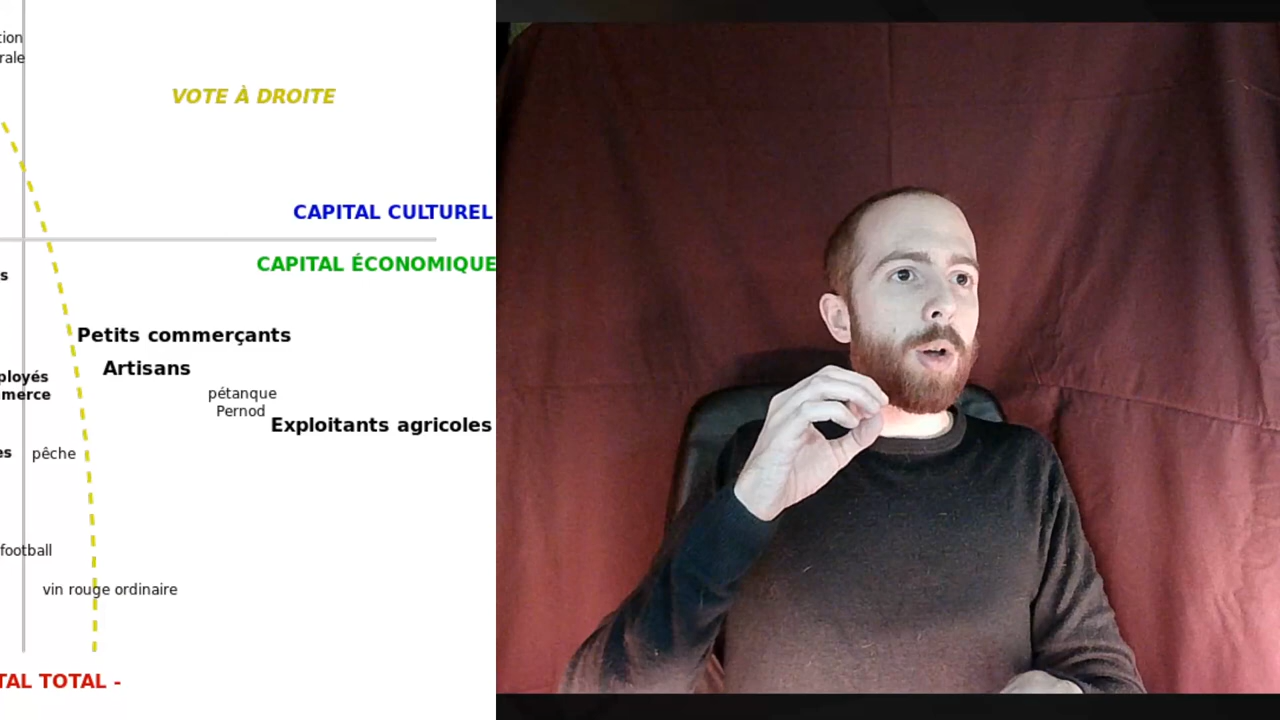 tion
rale
VOTE À DROITE
CAPITAL CULTUREL
CAPITAL ÉCONOMIQUE
s
Petits commerçants
Artisans
ployés
merce
pétanque
Pernod
Exploitants agricoles
es
pêche
football
vin rouge ordinaire
TAL TOTAL -